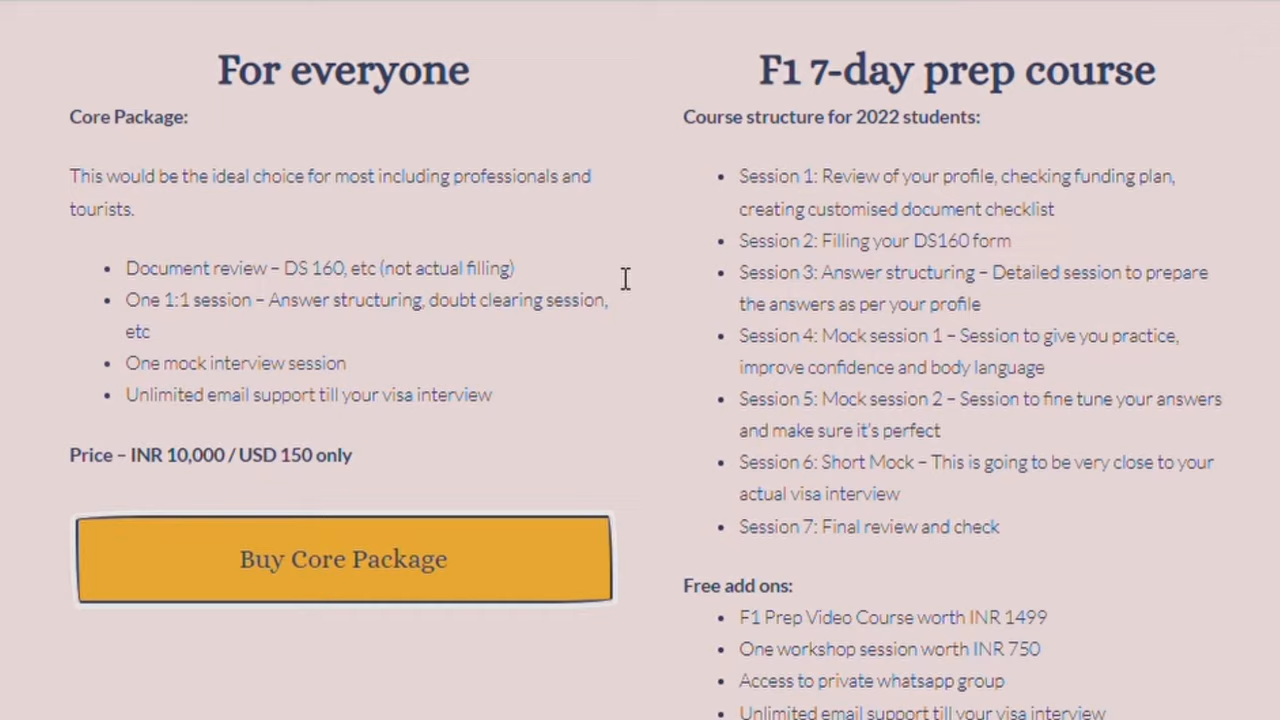 For everyone
Core Package:
This would be the ideal choice for most including professionals and
tourists.
• Document review – DS 160, etc (not actual filling)
• One 1:1 session – Answer structuring, doubt clearing session,
etc
• One mock interview session
• Unlimited email support till your visa interview
Price – INR 10,000 / USD 150 only
Buy Core Package
F1 7-day prep course
Course structure for 2022 students:
• Session 1: Review of your profile, checking funding plan,
creating customised document checklist
• Session 2: Filling your DS160 form
• Session 3: Answer structuring – Detailed session to prepare
the answers as per your profile
• Session 4: Mock session 1 – Session to give you practice,
improve confidence and body language
• Session 5: Mock session 2 – Session to fine tune your answers
and make sure it's perfect
• Session 6: Short Mock – This is going to be very close to your
actual visa interview
• Session 7: Final review and check
Free add ons:
• F1 Prep Video Course worth INR 1499
• One workshop session worth INR 750
• Access to private whatsapp group
• Unlimited email support till your visa interview